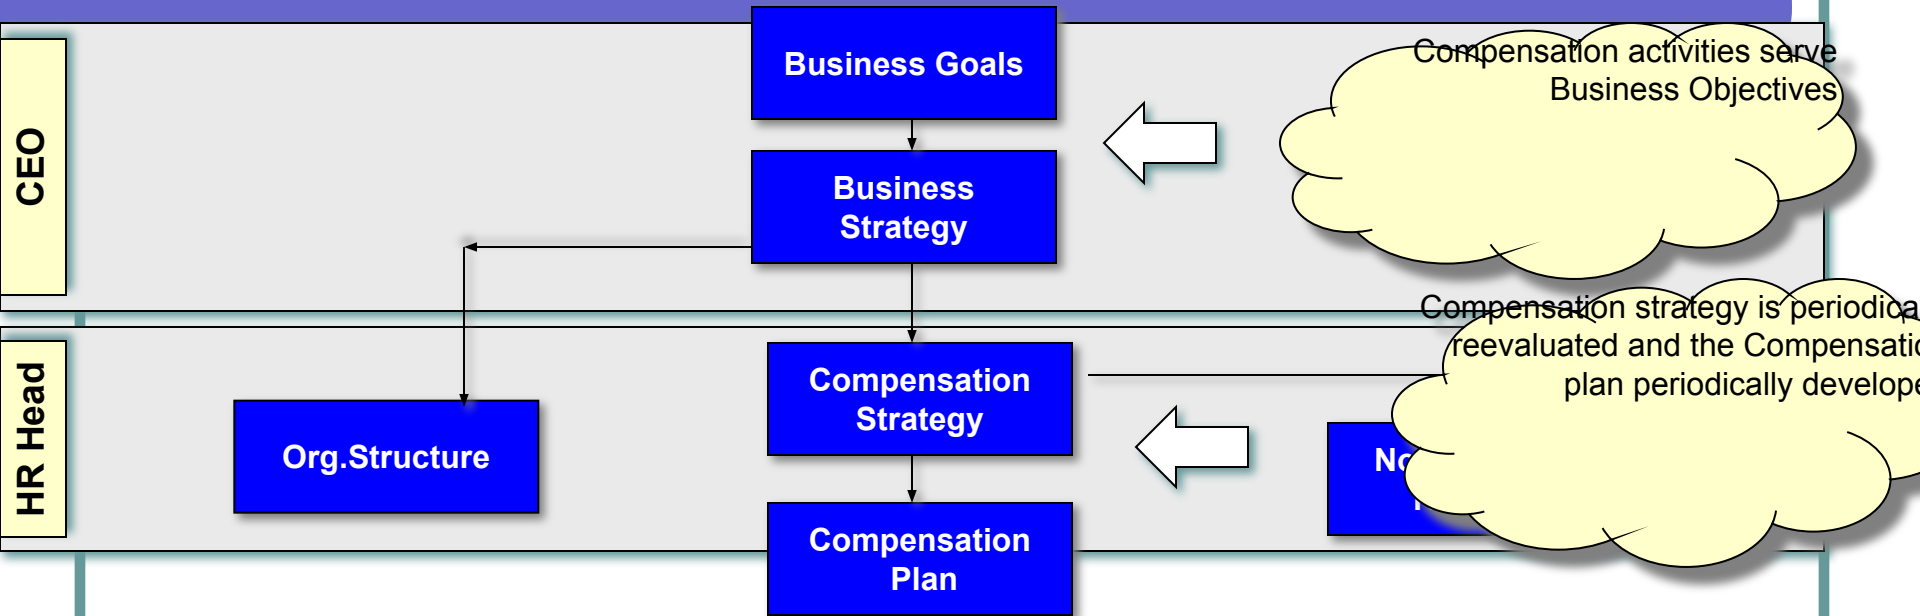 Business Goals
Compensation activities serve
Business Objectives
CEO
Business
Strategy
Compensation strategy is periodica
reevaluated and the Compensatio
plan periodically develope
HR Head
Compensation
Strategy
Org.Structure
Compensation
Plan